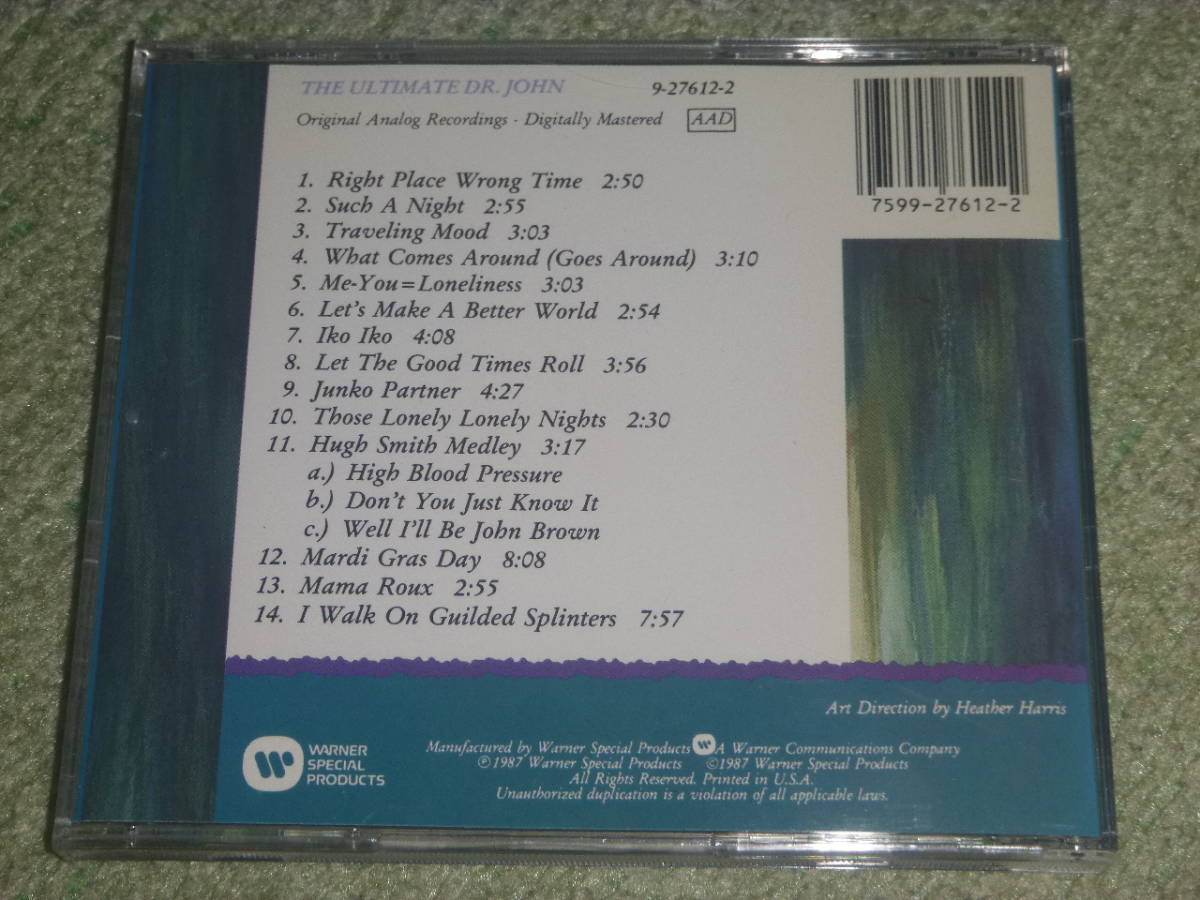 THE ULTIMATE DR. JOHN 9-27612-2
Original Analog Recordings · Digitally Mastered AAD
7599-27612-2
1. Right Place Wrong Time 2:50
2. Such A Night 2:55
3. Traveling Mood 3:03
4. What Comes Around (Goes Around) 3:10
5. Me-You=Loneliness 3:03
6. Let's Make A Better World 2:54
7. Iko Iko 4:08
8. Let The Good Times Roll 3:56
9. Junko Partner 4:27
10. Those Lonely Lonely Nights 2:30
11. Hugh Smith Medley 3:17
a.) High Blood Pressure
b.) Don't You Just Know It
c.) Well I'll Be John Brown
12. Mardi Gras Day 8:08
13. Mama Roux 2:55
14. I Walk On Guilded Splinters 7:57
Art Direction by Heather Harris
WARNER
SPECIAL
PRODUCTS
Manufactured by Warner Special Products A Warner Communications Company
℗1987 Warner Special Products ©1987 Warner Special Products
All Rights Reserved. Printed in U.S.A.
Unauthorized duplication is a violation of all applicable laws.